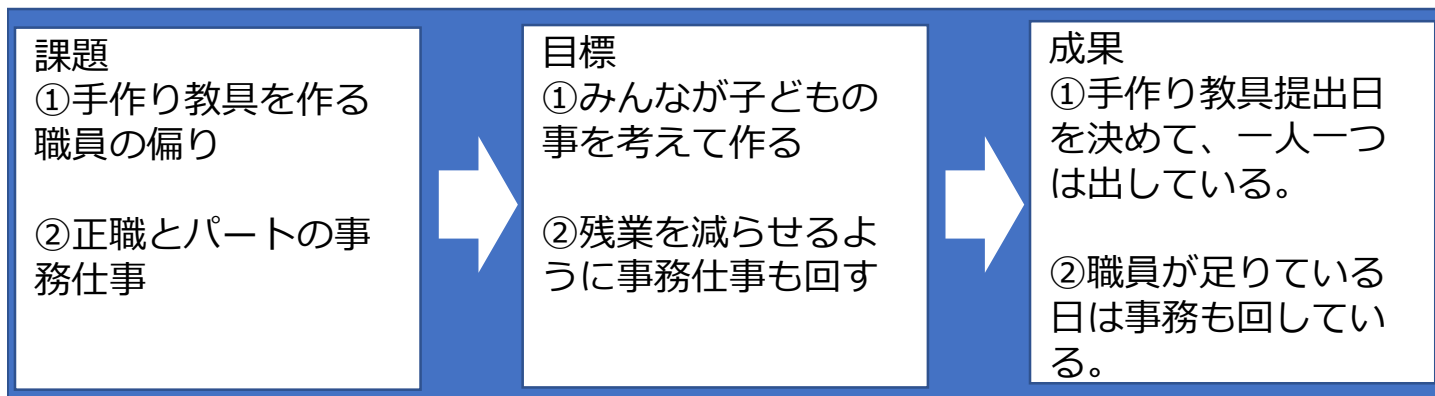 課題
①手作り教具を作る
職員の偏り
②正職とパートの事
務仕事
目標
①みんなが子どもの
事を考えて作る
②残業を減らせるよ
うに事務仕事も回す
成果
①手作り教具提出日
を決めて、一人一つ
は出している。
②職員が足りている
日は事務も回してい
る。